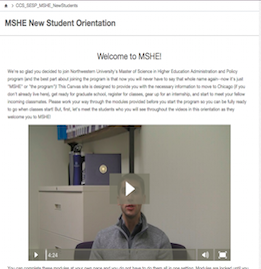 CCS_SESP_MSHE_NewStudents
MSHE New Student Orientation
Welcome to MSHE!
We're so glad you decided to join Northwestern University's Master of Science in Higher Education Administration and Policy
program (and the best part about joining the program is that now you will never have to say that whole name again- now it's just
"MSHE" or "the program")! This Canvas site is designed to provide you with the necessary information to move to Chicago (if you
don't already live here), get ready for graduate school, register for classes, gear up for an internship, and start to meet your fellow
incoming classmates. Please work your way through the modules provided before you start the program so you can be fully ready
to go when classes start! But, first, let's meet the students who you will see throughout the videos in this orientation as they
welcome you to MSHE!
4:34
You can complete these modules at your own pace and you do not have to do them all in one setting. Modules are locked until you